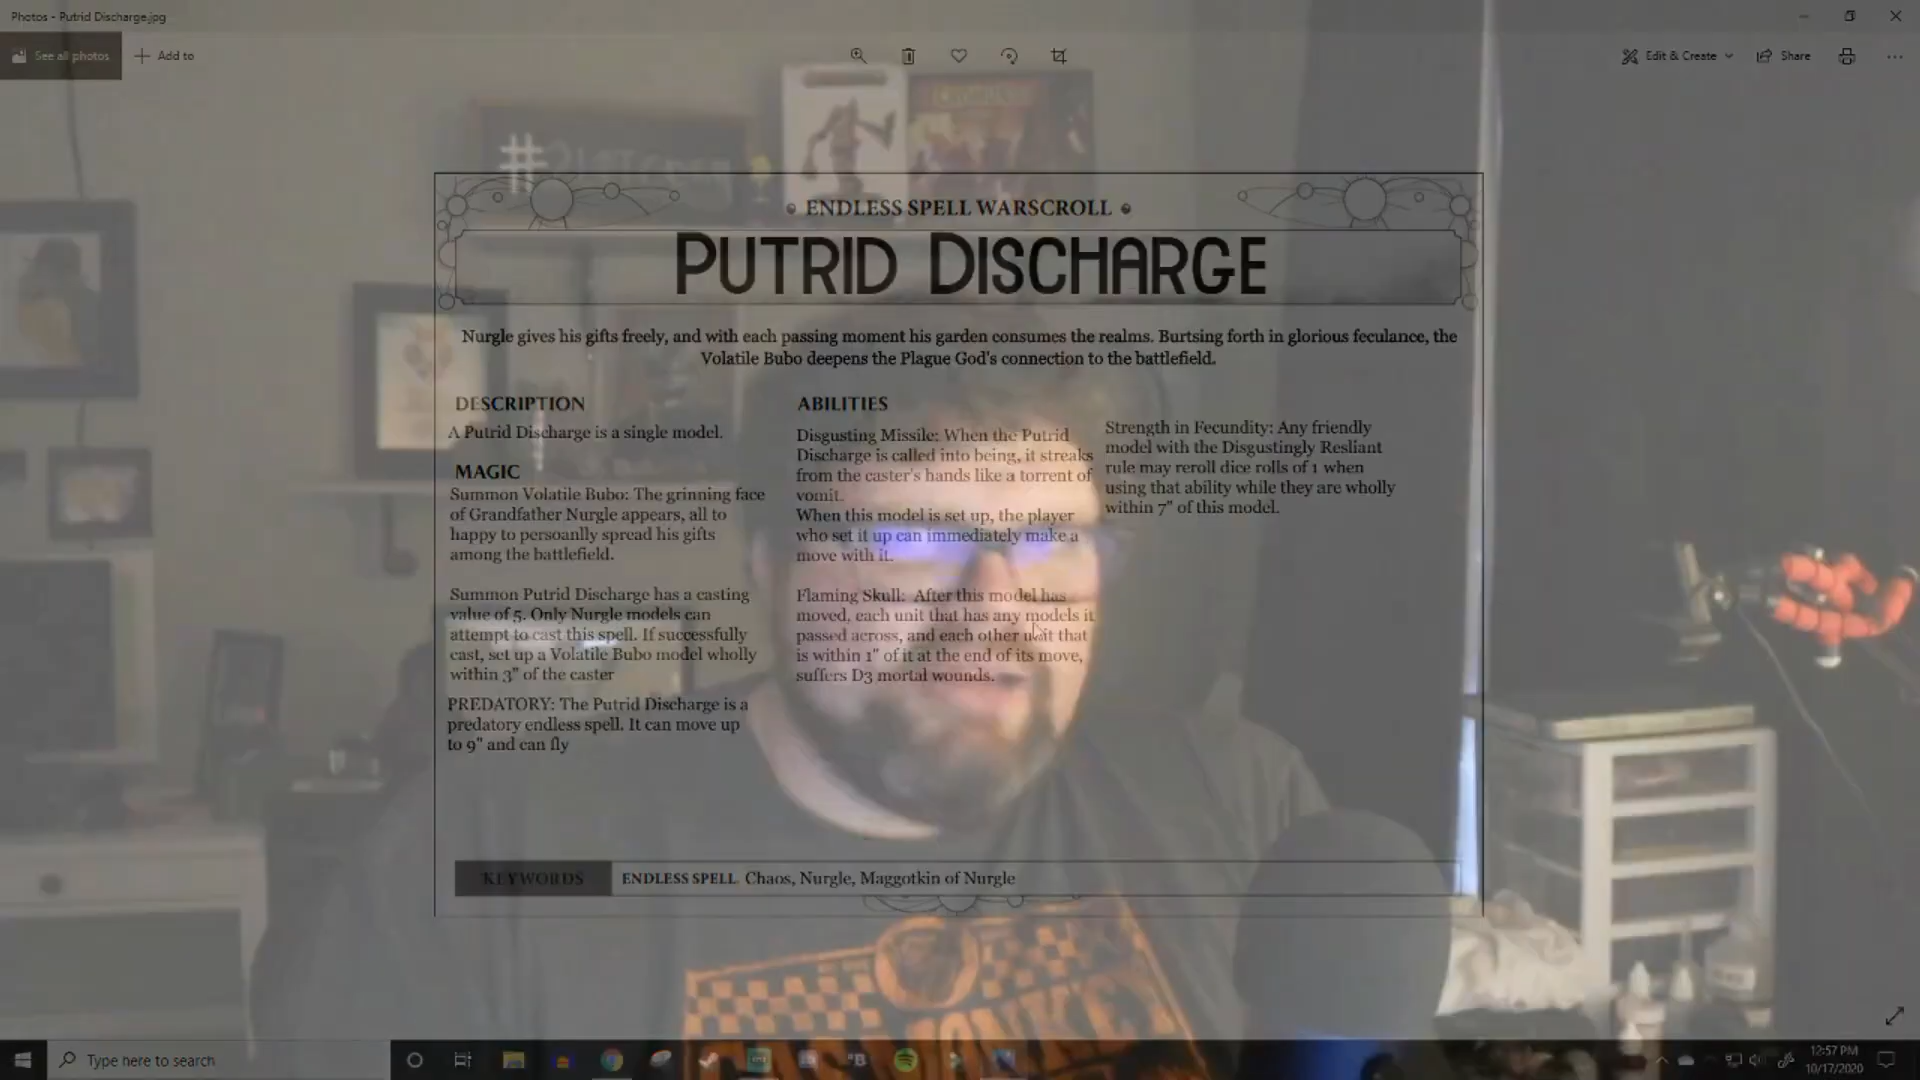 Photos - Putrid Discharge.jpg
See all photos
Add to
Edit & Create
Share
#
ENDLESS SPELL WARSCROLL
PUTRID DISCHARGE
Nurgle gives his gifts freely, and with each passing moment his garden consumes the realms. Burtsing forth in glorious feculance, the
Volatile Bubo deepens the Plague God's connection to the battlefield.
DESCRIPTION
A Putrid Discharge is a single model.
MAGIC
Summon Volatile Bubo: The grinning face
of Grandfather Nurgle appears, all to
happy to persoanlly spread his gifts
among the battlefield.
Summon Putrid Discharge has a casting
value of 5. Only Nurgle models can
attempt to cast this spell. If successfully
cast, set up a Volatile Bubo model wholly
within 3" of the caster
PREDATORY: The Putrid Discharge is a
predatory endless spell. It can move up
to 9" and can fly
ABILITIES
Disgusting Missile: When the Putrid
Discharge is called into being, it streaks
from the caster's hands like a torrent of
vomit.
When this model is set up, the player
who set it up can immediately make a
move with it.
Flaming Skull: After this model has
moved, each unit that has any models it
passed across, and each other unit that
is within 1" of it at the end of its move,
suffers D3 mortal wounds.
Strength in Fecundity: Any friendly
model with the Disgustingly Resliant
rule may reroll dice rolls of 1 when
using that ability while they are wholly
within 7" of this model.
KEYWORDS
ENDLESS SPELL, Chaos, Nurgle, Maggotkin of Nurgle
Type here to search
12:57 PM
10/17/2020